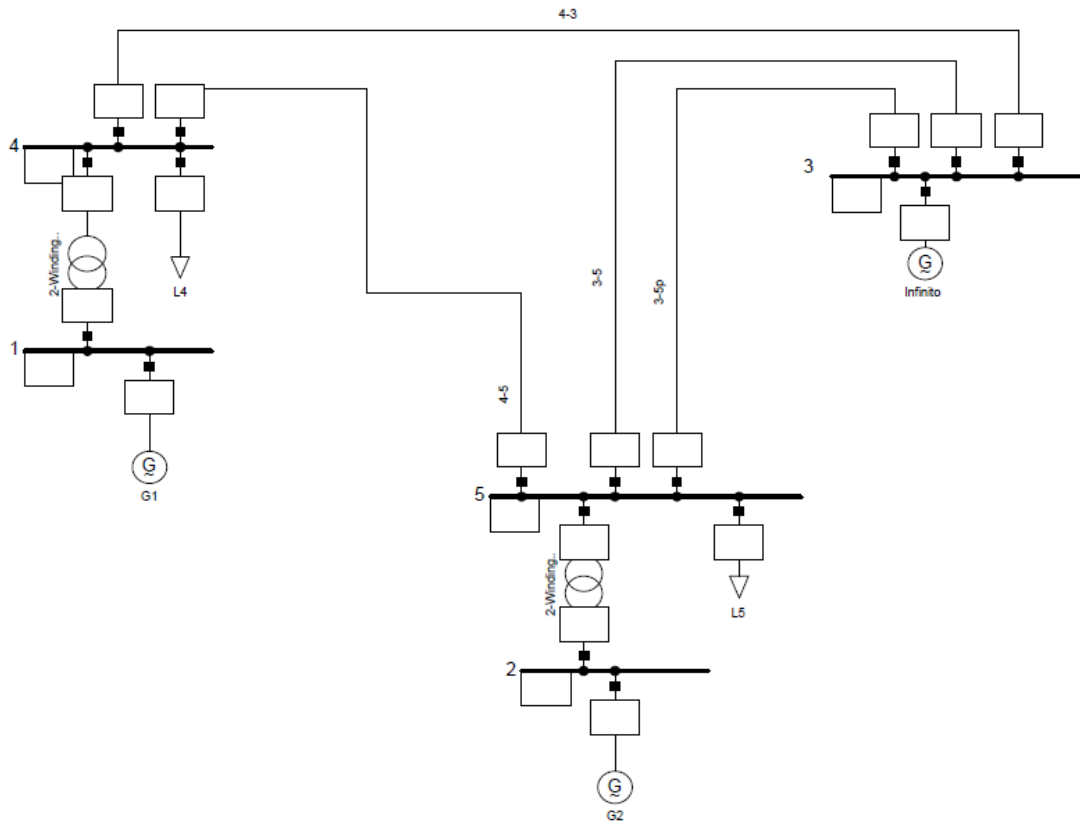 4-3
4
3
2-Winding..
L4
G
~
Infinito
3-5
3-5p
1
4-5
G
~
G1
5
2-Winding..
L5
2
G
~
G2